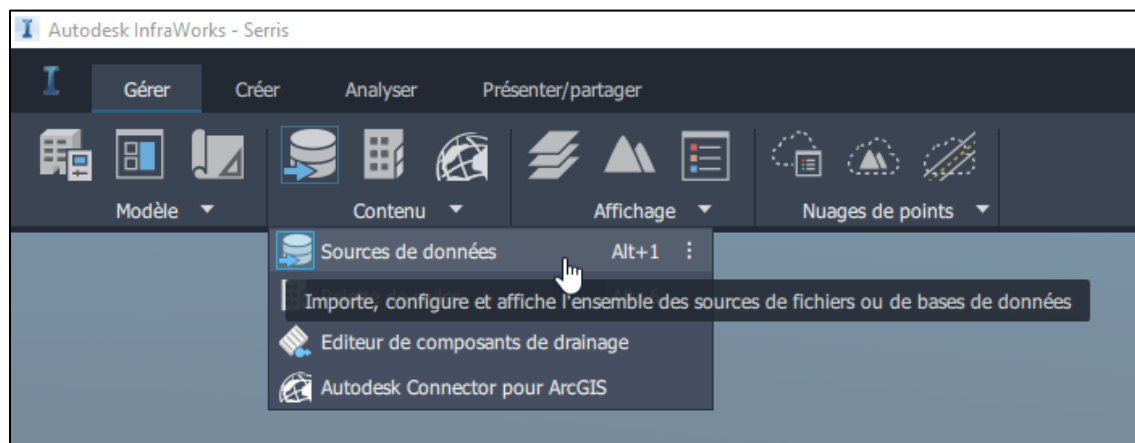 Autodesk InfraWorks - Serris
Gérer Créer Analyser Présenter/partager
Modèle Contenu Affichage Nuages de points
Sources de données Alt+1
Importe, configure et affiche l'ensemble des sources de fichiers ou de bases de données
Editeur de composants de drainage
Autodesk Connector pour ArcGIS